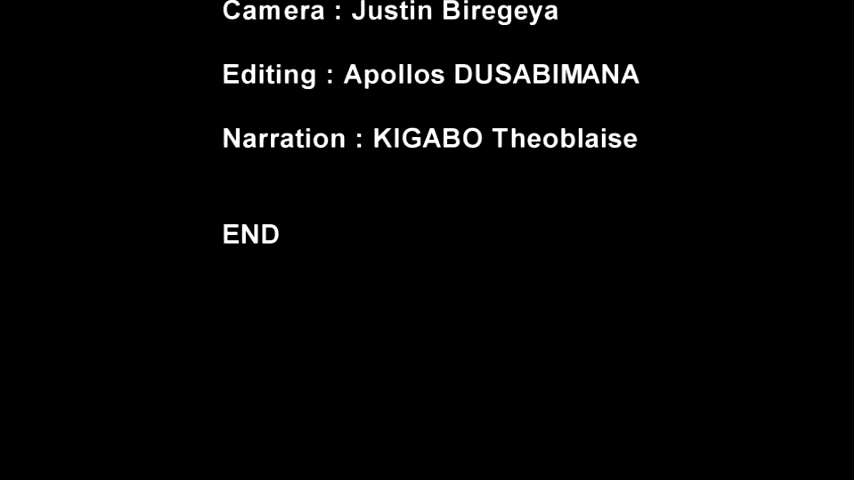 Camera : Justin Biregeya
Editing : Apollos DUSABIMANA
Narration : KIGABO Theoblaise
END